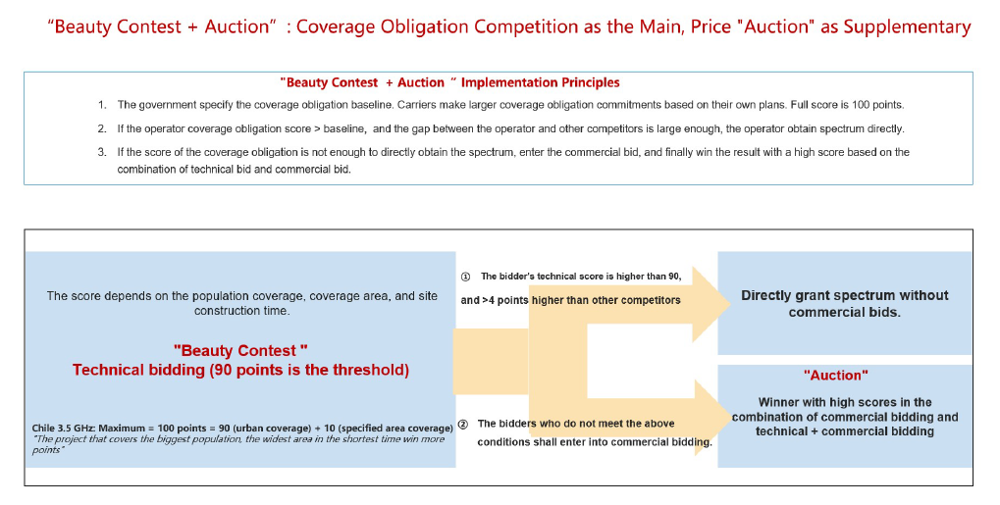 “Beauty Contest + Auction” : Coverage Obligation Competition as the Main, Price "Auction" as Supplementary
"Beauty Contest + Auction “ Implementation Principles
1. The government specify the coverage obligation baseline. Carriers make larger coverage obligation commitments based on their own plans. Full score is 100 points.
2. If the operator coverage obligation score > baseline, and the gap between the operator and other competitors is large enough, the operator obtain spectrum directly.
3. If the score of the coverage obligation is not enough to directly obtain the spectrum, enter the commercial bid, and finally win the result with a high score based on the
combination of technical bid and commercial bid.
The score depends on the population coverage, coverage area, and site
construction time.
"Beauty Contest "
Technical bidding (90 points is the threshold)
Chile 3.5 GHz: Maximum = 100 points = 90 (urban coverage) + 10 (specified area coverage)
"The project that covers the biggest population, the widest area in the shortest time win more
points"
① The bidder's technical score is higher than 90,
and >4 points higher than other competitors
② The bidders who do not meet the above
conditions shall enter into commercial bidding.
Directly grant spectrum without
commercial bids.
"Auction"
Winner with high scores in the
combination of commercial bidding and
technical + commercial bidding